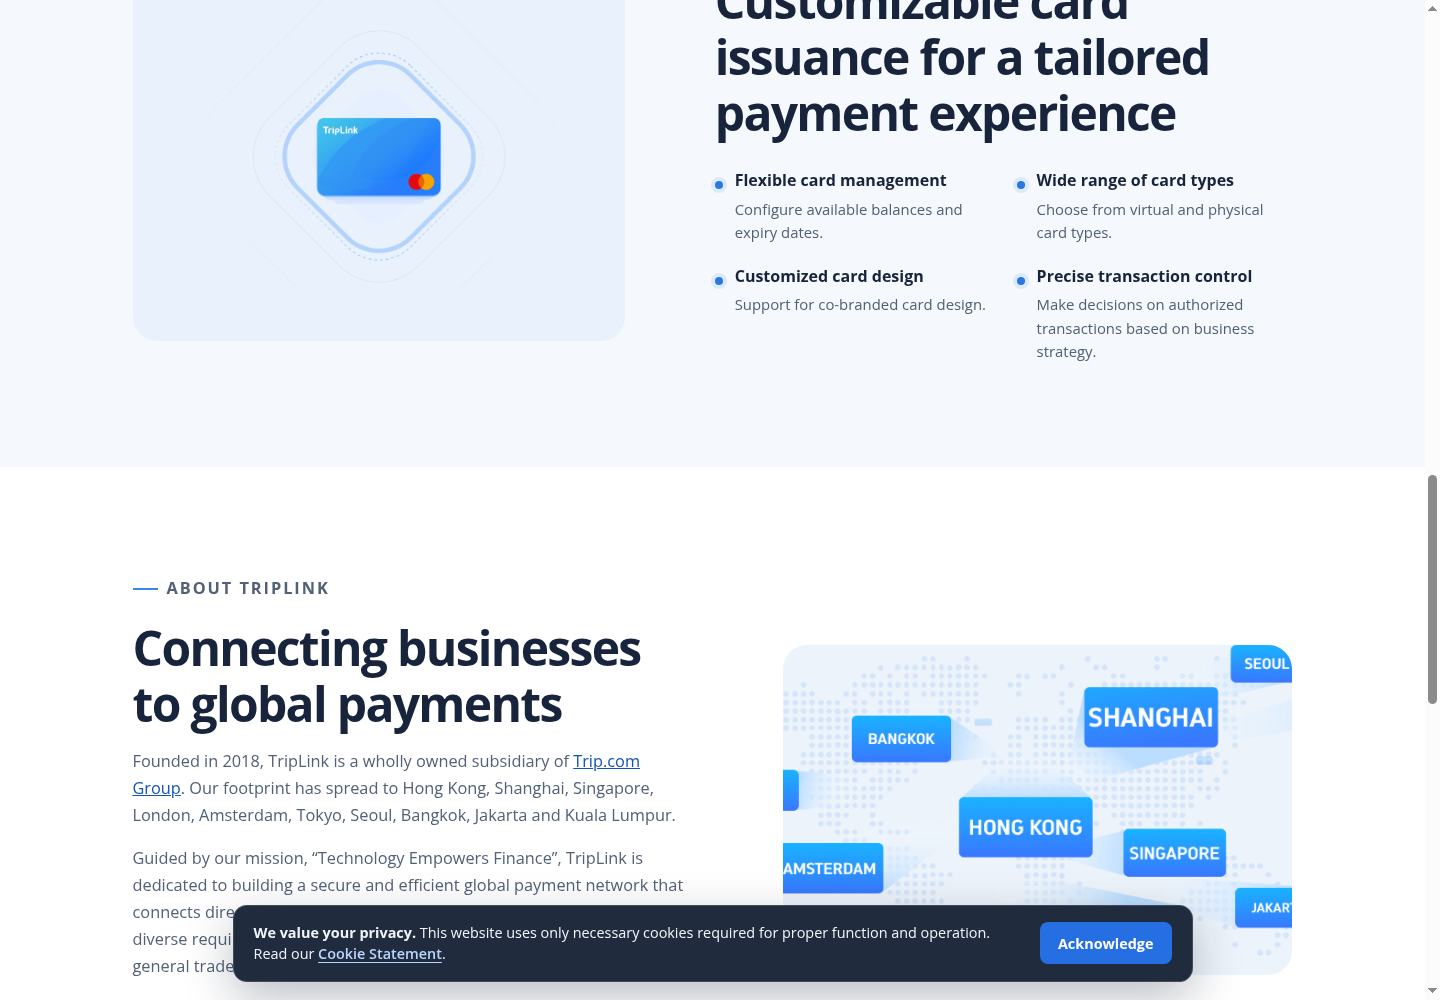 Customizable card
issuance for a tailored
payment experience
TripLink
Flexible card management
Configure available balances and
expiry dates.
Wide range of card types
Choose from virtual and physical
card types.
Customized card design
Support for co-branded card design.
Precise transaction control
Make decisions on authorized
transactions based on business
strategy.
ABOUT TRIPLINK
Connecting businesses
to global payments
Founded in 2018, TripLink is a wholly owned subsidiary of Trip.com
Group. Our footprint has spread to Hong Kong, Shanghai, Singapore,
London, Amsterdam, Tokyo, Seoul, Bangkok, Jakarta and Kuala Lumpur.
Guided by our mission, “Technology Empowers Finance”, TripLink is
dedicated to building a secure and efficient global payment network that
connects dire
diverse requi
general trade
SEOUL
SHANGHAI
BANGKOK
HONG KONG
SINGAPORE
AMSTERDAM
JAKAR
We value your privacy. This website uses only necessary cookies required for proper function and operation.
Read our Cookie Statement.
Acknowledge